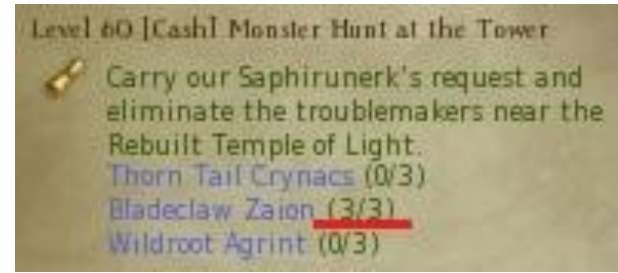 Level 60 [Cash] Monster Hunt at the Tower
Carry our Saphirunerk's request and
eliminate the troublemakers near the
Rebuilt Temple of Light.
Thorn Tail Crynacs (0/3)
Bladeclaw Zaion (3/3)
Wildroot Agrint (0/3)